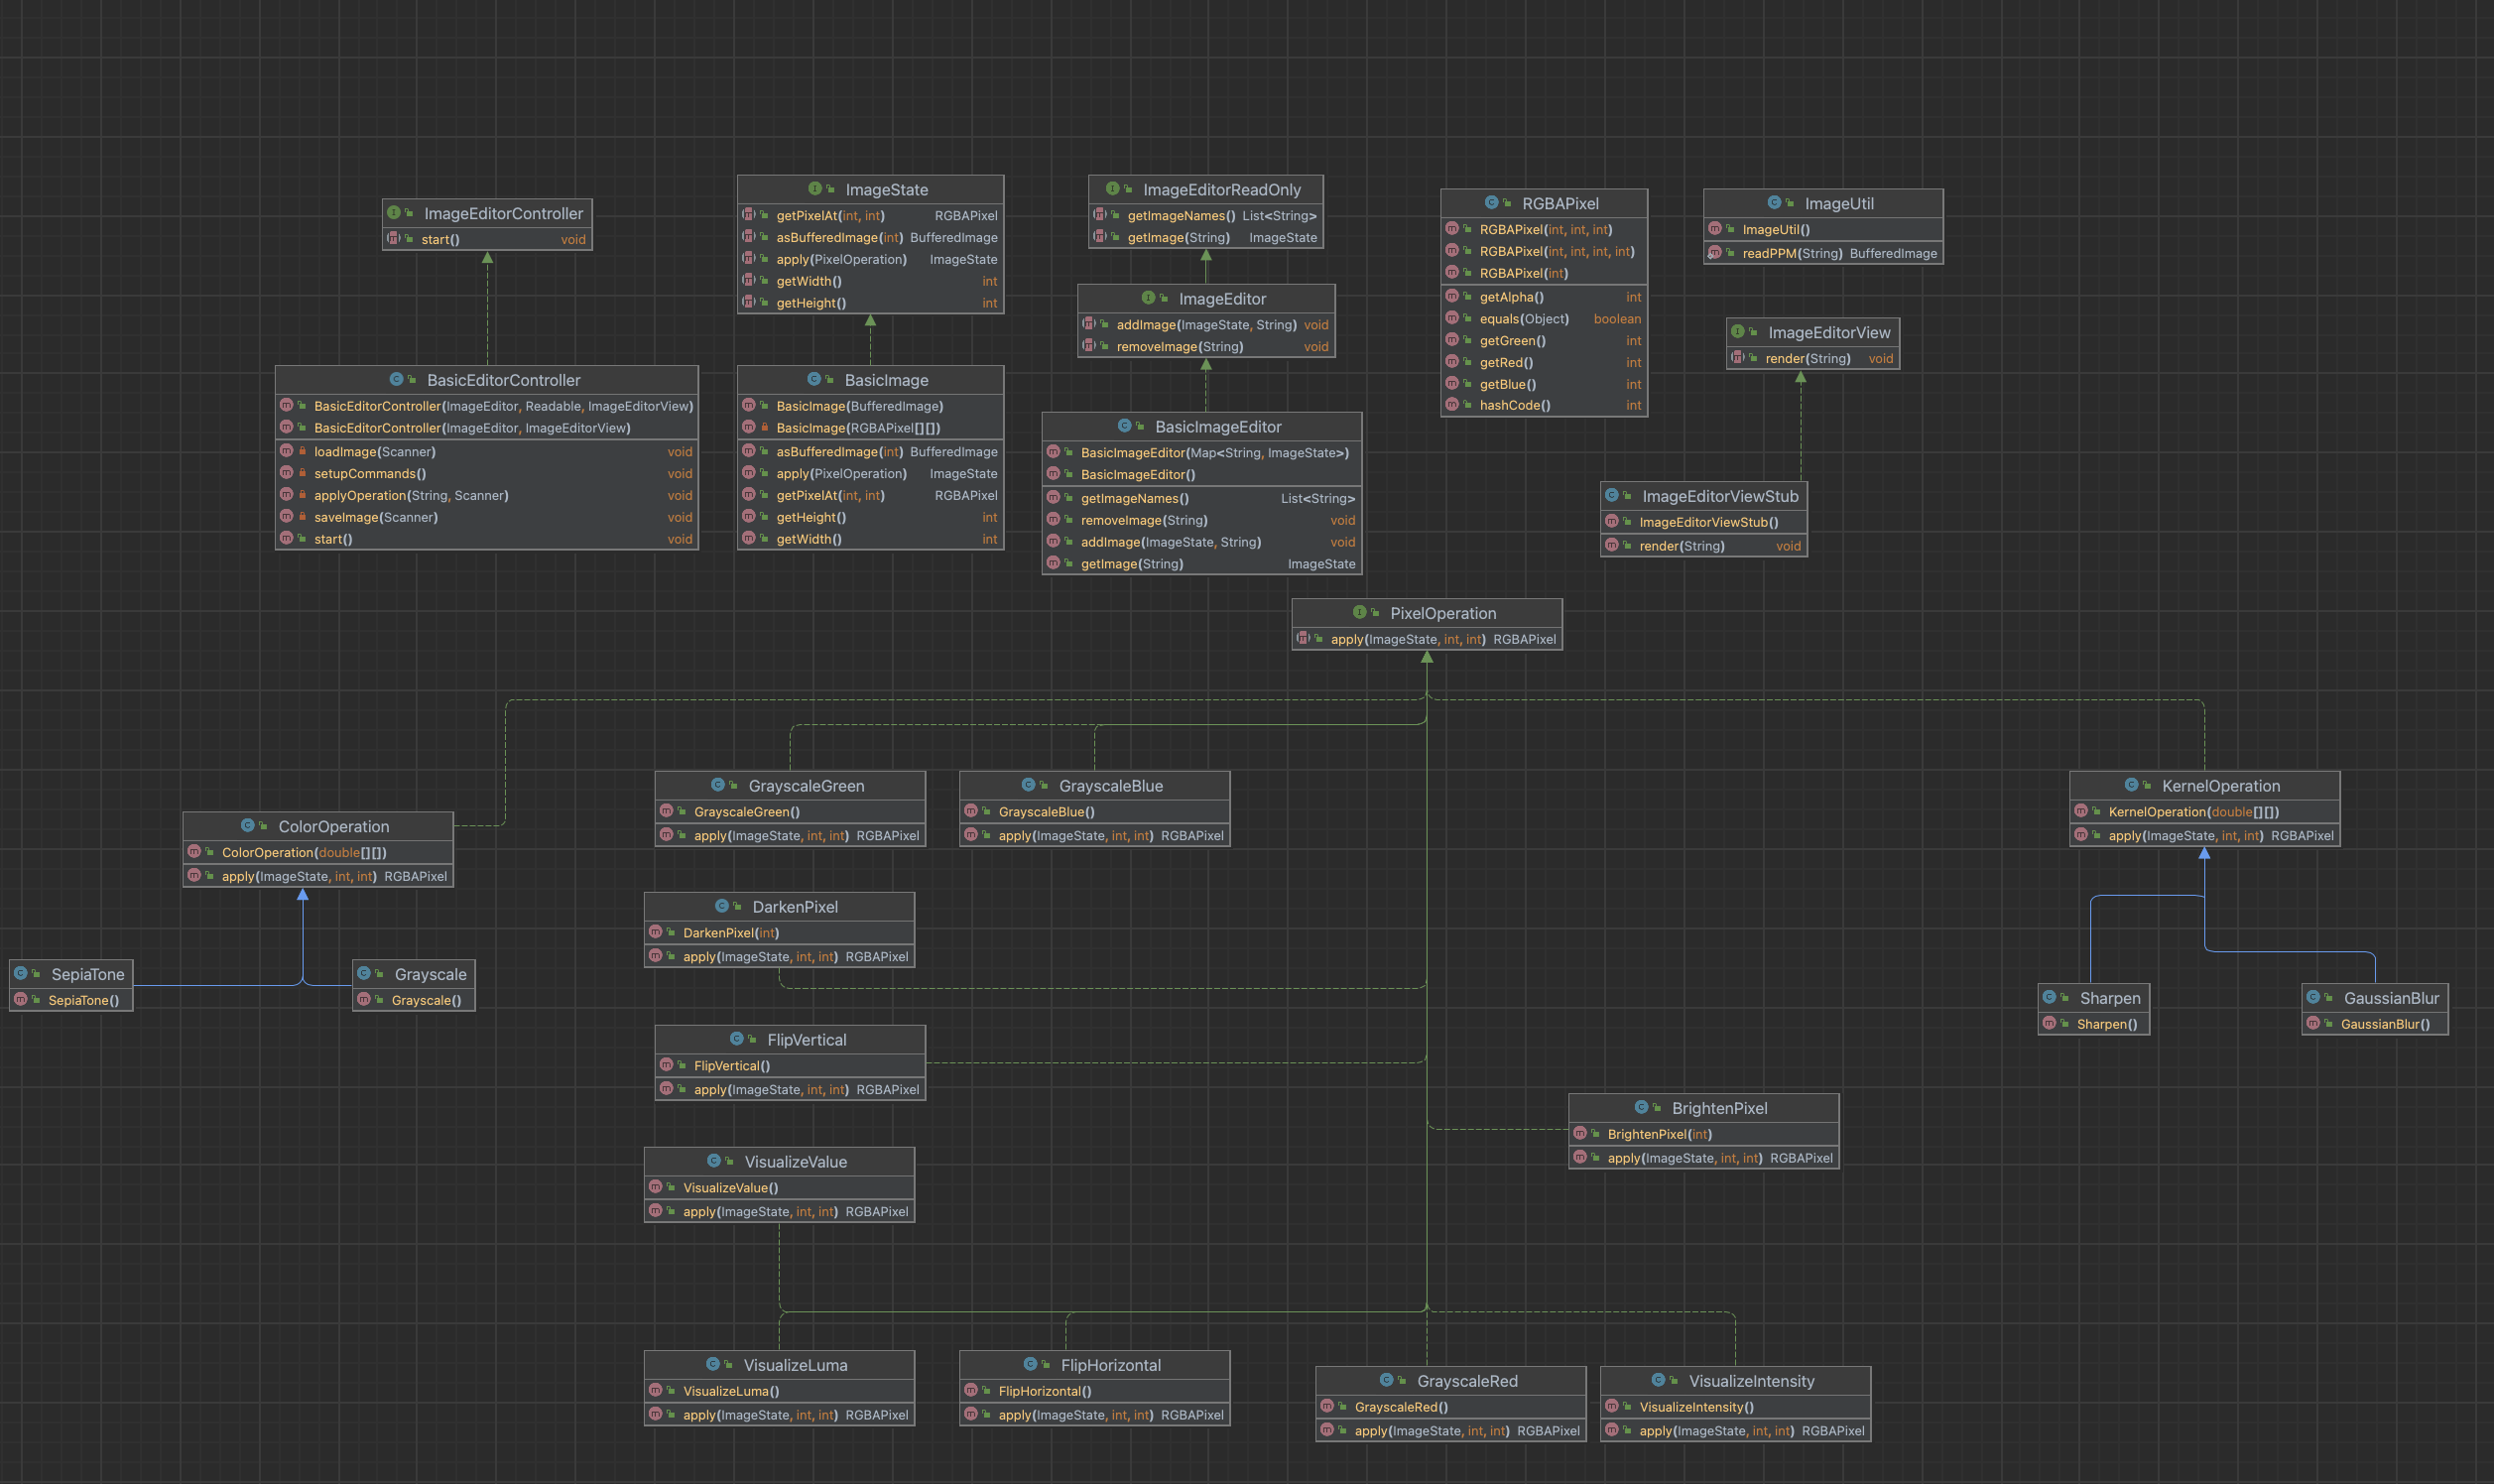 ImageEditorController
start() void
ImageState
getPixelAt(int, int) RGBAPixel
asBufferedImage(int) BufferedImage
apply(PixelOperation) ImageState
getWidth() int
getHeight() int
ImageEditorReadOnly
getImageNames() List<String>
getImage(String) ImageState
ImageEditor
addImage(ImageState, String) void
removeImage(String) void
RGBAPixel
RGBAPixel(int, int, int)
RGBAPixel(int, int, int, int)
RGBAPixel(int)
getAlpha() int
equals(Object) boolean
getGreen() int
getRed() int
getBlue() int
hashCode() int
ImageUtil
ImageUtil()
readPPM(String) BufferedImage
ImageEditorView
render(String) void
BasicEditorController
BasicEditorController(ImageEditor, Readable, ImageEditorView)
BasicEditorController(ImageEditor, ImageEditorView)
loadImage(Scanner) void
setupCommands() void
applyOperation(String, Scanner) void
saveImage(Scanner) void
start() void
BasicImage
BasicImage(BufferedImage)
BasicImage(RGBAPixel[][])
asBufferedImage(int) BufferedImage
apply(PixelOperation) ImageState
getPixelAt(int, int) RGBAPixel
getHeight() int
getWidth() int
BasicImageEditor
BasicImageEditor(Map<String, ImageState>)
BasicImageEditor()
getImageNames() List<String>
removeImage(String) void
addImage(ImageState, String) void
getImage(String) ImageState
ImageEditorViewStub
ImageEditorViewStub()
render(String) void
PixelOperation
apply(ImageState, int, int) RGBAPixel
ColorOperation
ColorOperation(double[][])
apply(ImageState, int, int) RGBAPixel
GrayscaleGreen
GrayscaleGreen()
apply(ImageState, int, int) RGBAPixel
GrayscaleBlue
GrayscaleBlue()
apply(ImageState, int, int) RGBAPixel
KernelOperation
KernelOperation(double[][])
apply(ImageState, int, int) RGBAPixel
DarkenPixel
DarkenPixel(int)
apply(ImageState, int, int) RGBAPixel
SepiaTone
SepiaTone()
Grayscale
Grayscale()
Sharpen
Sharpen()
GaussianBlur
GaussianBlur()
FlipVertical
FlipVertical()
apply(ImageState, int, int) RGBAPixel
BrightenPixel
BrightenPixel(int)
apply(ImageState, int, int) RGBAPixel
VisualizeValue
VisualizeValue()
apply(ImageState, int, int) RGBAPixel
VisualizeLuma
VisualizeLuma()
apply(ImageState, int, int) RGBAPixel
FlipHorizontal
FlipHorizontal()
apply(ImageState, int, int) RGBAPixel
GrayscaleRed
GrayscaleRed()
apply(ImageState, int, int) RGBAPixel
VisualizeIntensity
VisualizeIntensity()
apply(ImageState, int, int) RGBAPixel